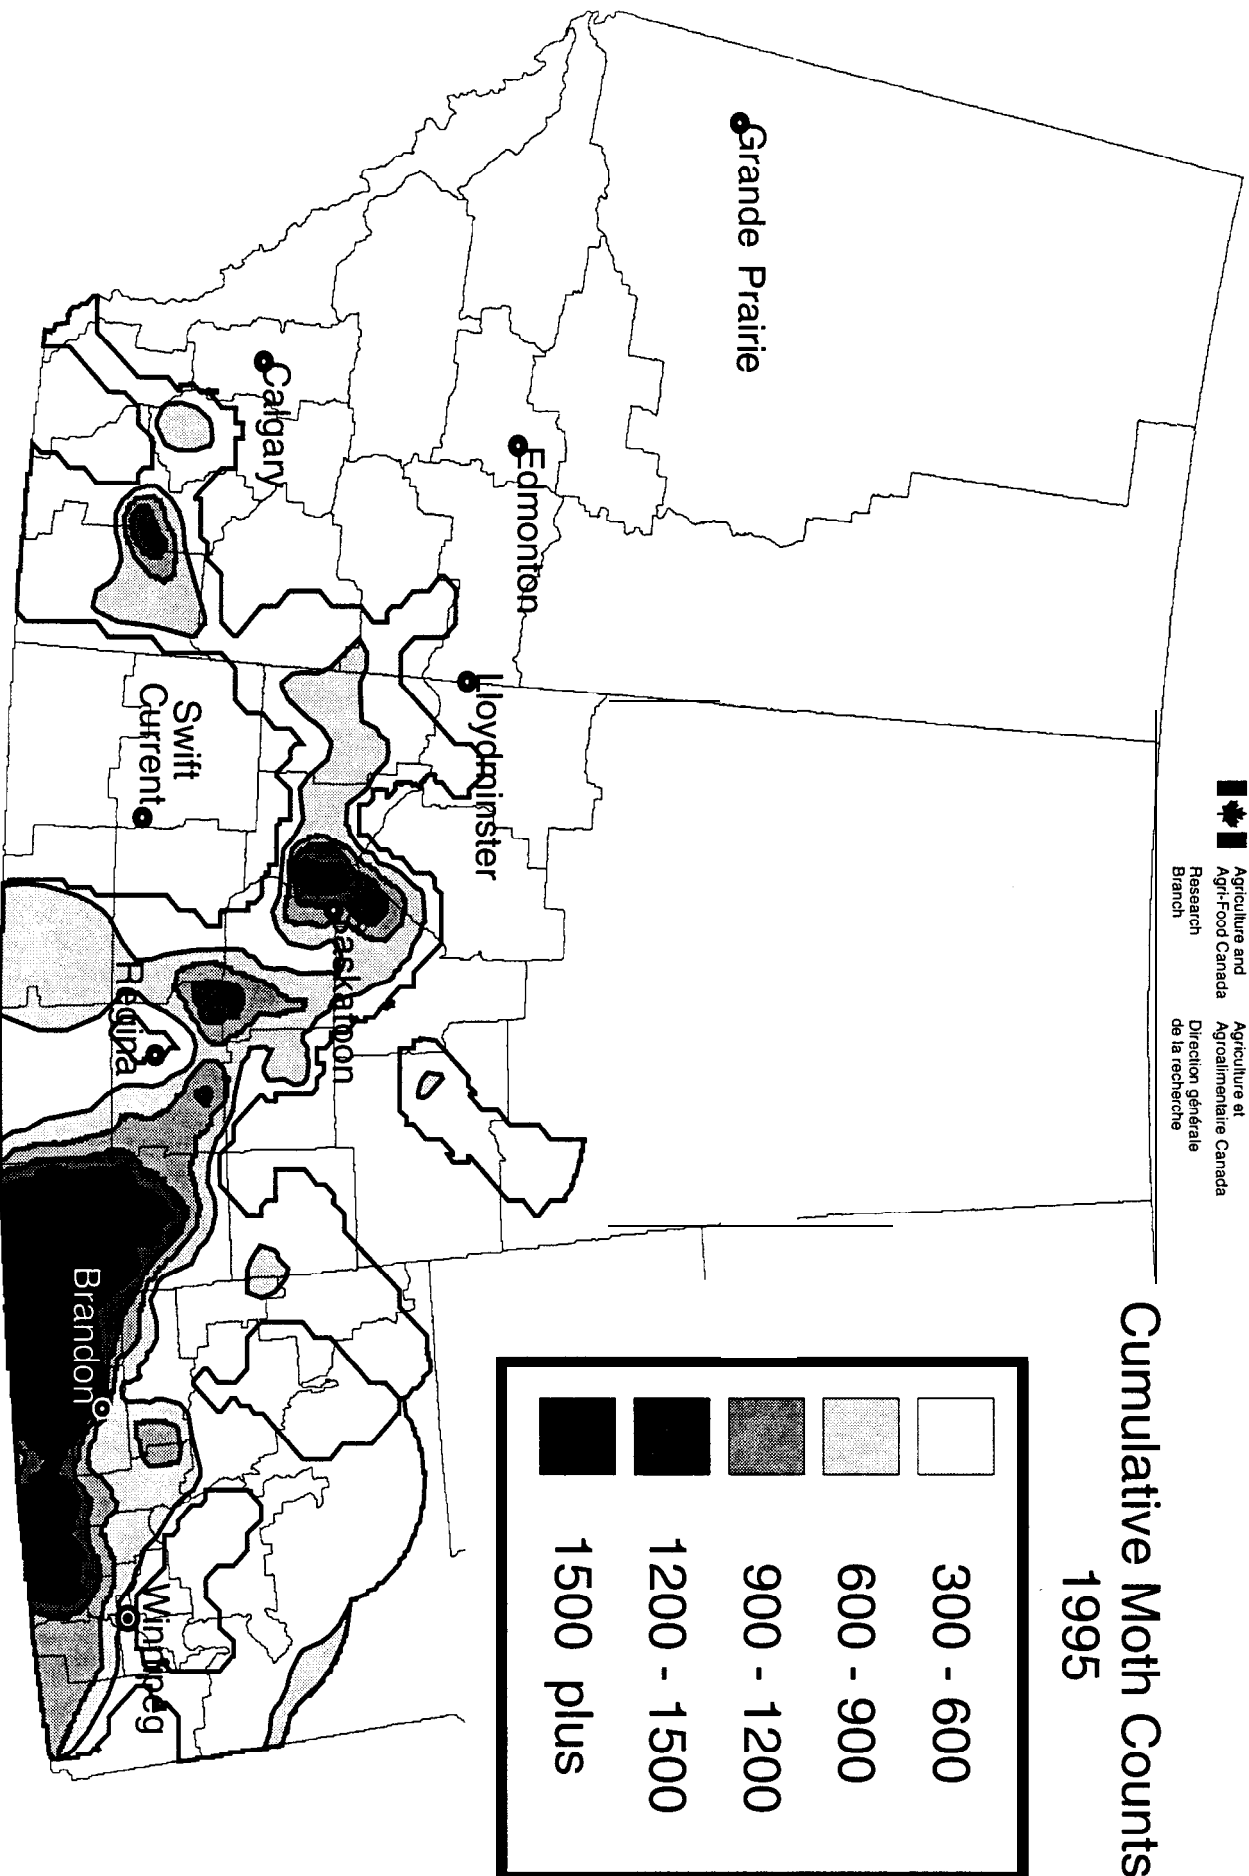 Agriculture and
Agri-Food Canada
Agriculture et
Agroalimentaire Canada
Research
Branch
Direction générale
de la recherche
Cumulative Moth Counts
1995
300 - 600
600 - 900
900 - 1200
1200 - 1500
1500 plus
Grande Prairie
Edmonton
Lloydminster
Calgary
Saskatoon
Swift
Current
Regina
Brandon
Winnipeg